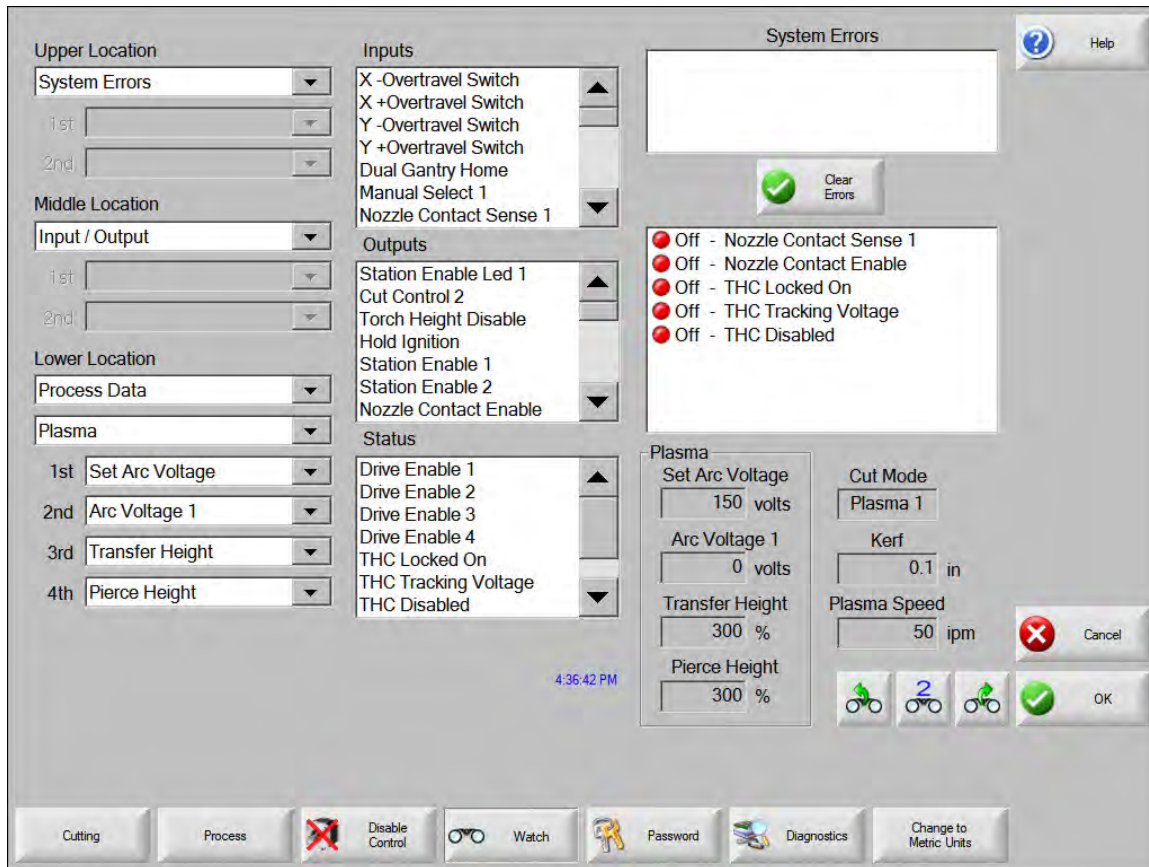 Upper Location
System Errors
1st
2nd
Middle Location
Input / Output
1st
2nd
Lower Location
Process Data
Plasma
1st Set Arc Voltage
2nd Arc Voltage 1
3rd Transfer Height
4th Pierce Height
Inputs
X -Overtravel Switch
X +Overtravel Switch
Y -Overtravel Switch
Y +Overtravel Switch
Dual Gantry Home
Manual Select 1
Nozzle Contact Sense 1
Outputs
Station Enable Led 1
Cut Control 2
Torch Height Disable
Hold Ignition
Station Enable 1
Station Enable 2
Nozzle Contact Enable
Status
Drive Enable 1
Drive Enable 2
Drive Enable 3
Drive Enable 4
THC Locked On
THC Tracking Voltage
THC Disabled
4:36:42 PM
System Errors
Clear
Errors
Off - Nozzle Contact Sense 1
Off - Nozzle Contact Enable
Off - THC Locked On
Off - THC Tracking Voltage
Off - THC Disabled
Plasma
Set Arc Voltage
150 volts
Arc Voltage 1
0 volts
Transfer Height
300 %
Pierce Height
300 %
Cut Mode
Plasma 1
Kerf
0.1 in
Plasma Speed
50 ipm
2
Help
Cancel
OK
Cutting
Process
Disable
Control
Watch
Password
Diagnostics
Change to
Metric Units